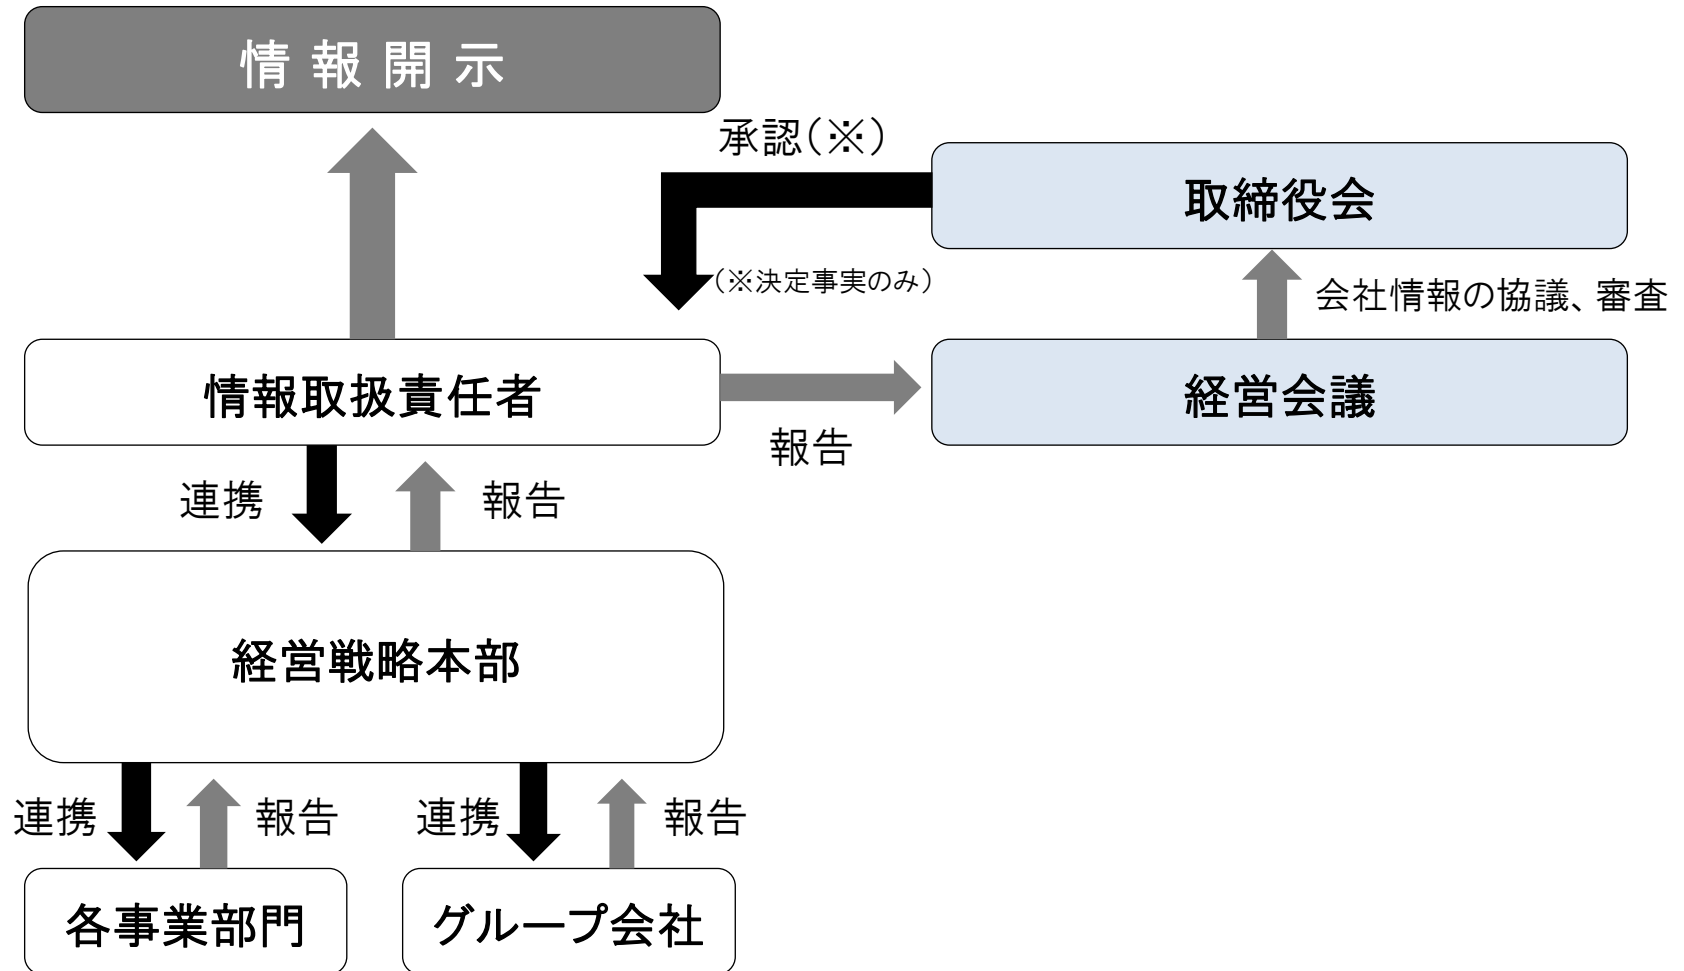 情報開示
承認(※)
取締役会
(※決定事実のみ)
会社情報の協議、審査
情報取扱責任者
経営会議
報告
連携
報告
経営戦略本部
連携
報告
連携
報告
各事業部門
グループ会社